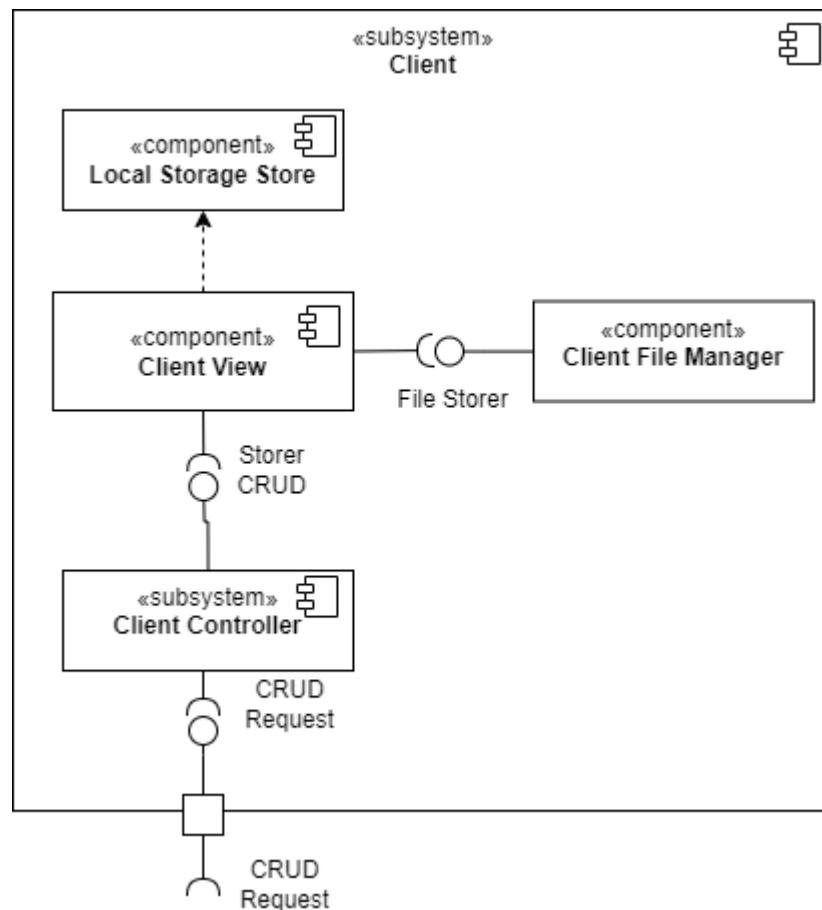 «subsystem»
Client
«component»
Local Storage Store
«component»
Client View
«component»
Client File Manager
File Storer
Storer
CRUD
«subsystem»
Client Controller
CRUD
Request
CRUD
Request